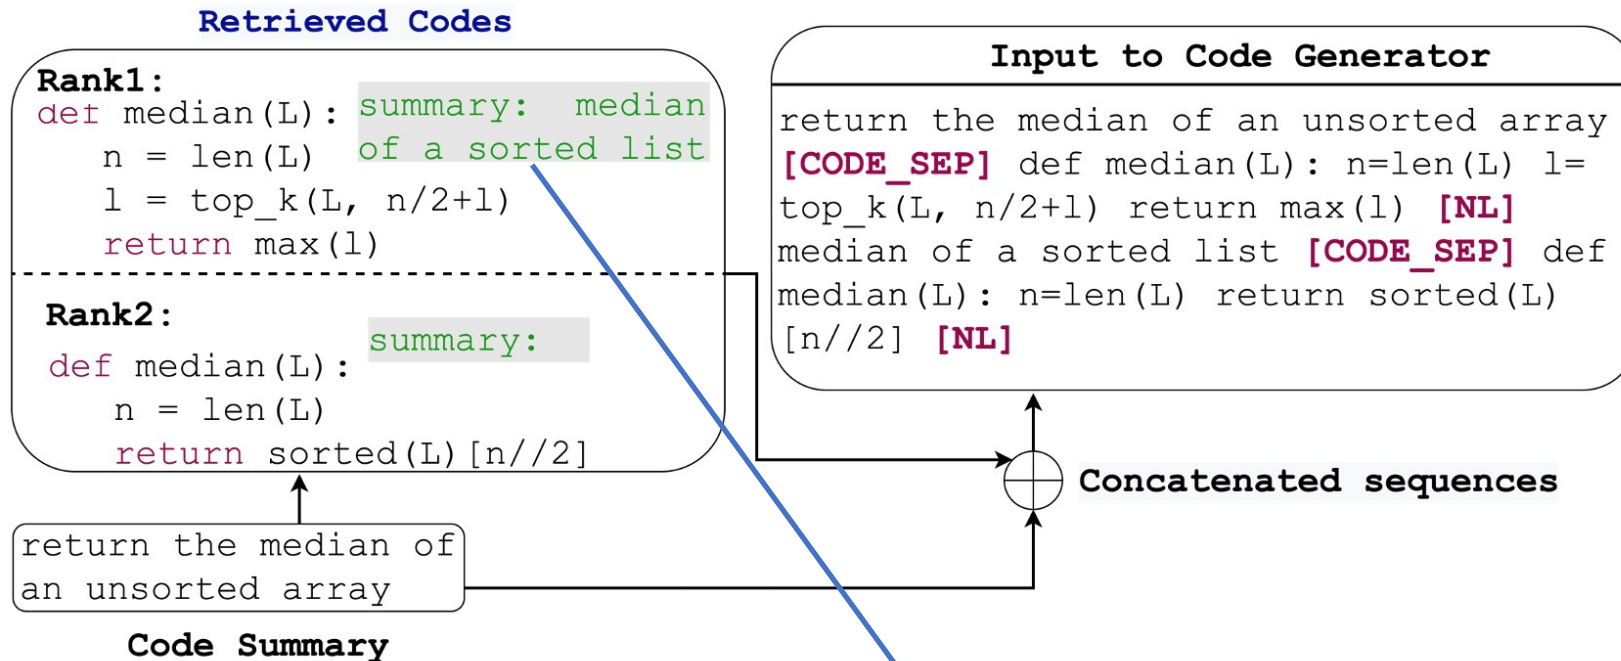 Retrieved Codes
Rank1:
def median(L):
n = len(L)
l = top_k(L, n/2+l)
return max(l)
summary: median
of a sorted list
Rank2:
def median(L):
n = len(L)
return sorted(L)[n//2]
summary:
return the median of
an unsorted array
Code Summary
Input to Code Generator
return the median of an unsorted array
[CODE_SEP] def median(L): n=len(L) l=
top_k(L, n/2+l) return max(l) [NL]
median of a sorted list [CODE_SEP] def
median(L): n=len(L) return sorted(L)
[n//2] [NL]
Concatenated sequences